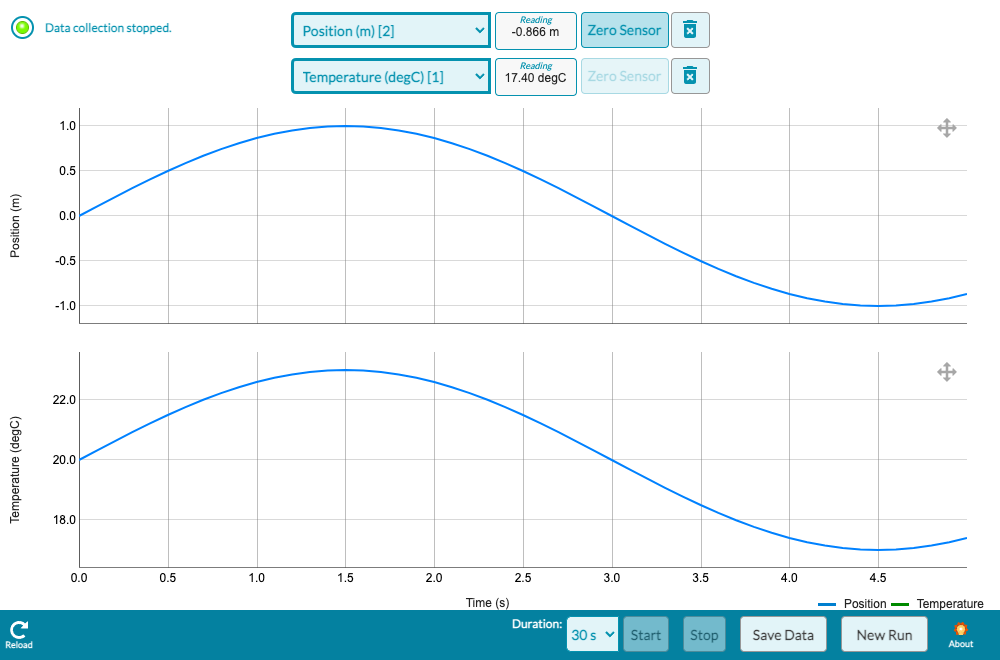 Data collection stopped.
Position (m) [2]
Reading
-0.866 m
Zero Sensor
Temperature (degC) [1]
Reading
17.40 degC
Zero Sensor
Position (m)
1.0
0.5
0.0
-0.5
-1.0
Temperature (degC)
22.0
20.0
18.0
0.0 0.5 1.0 1.5 2.0 2.5 3.0 3.5 4.0 4.5
Time (s)
Position Temperature
Reload
Duration: 30 s Start Stop Save Data New Run
About